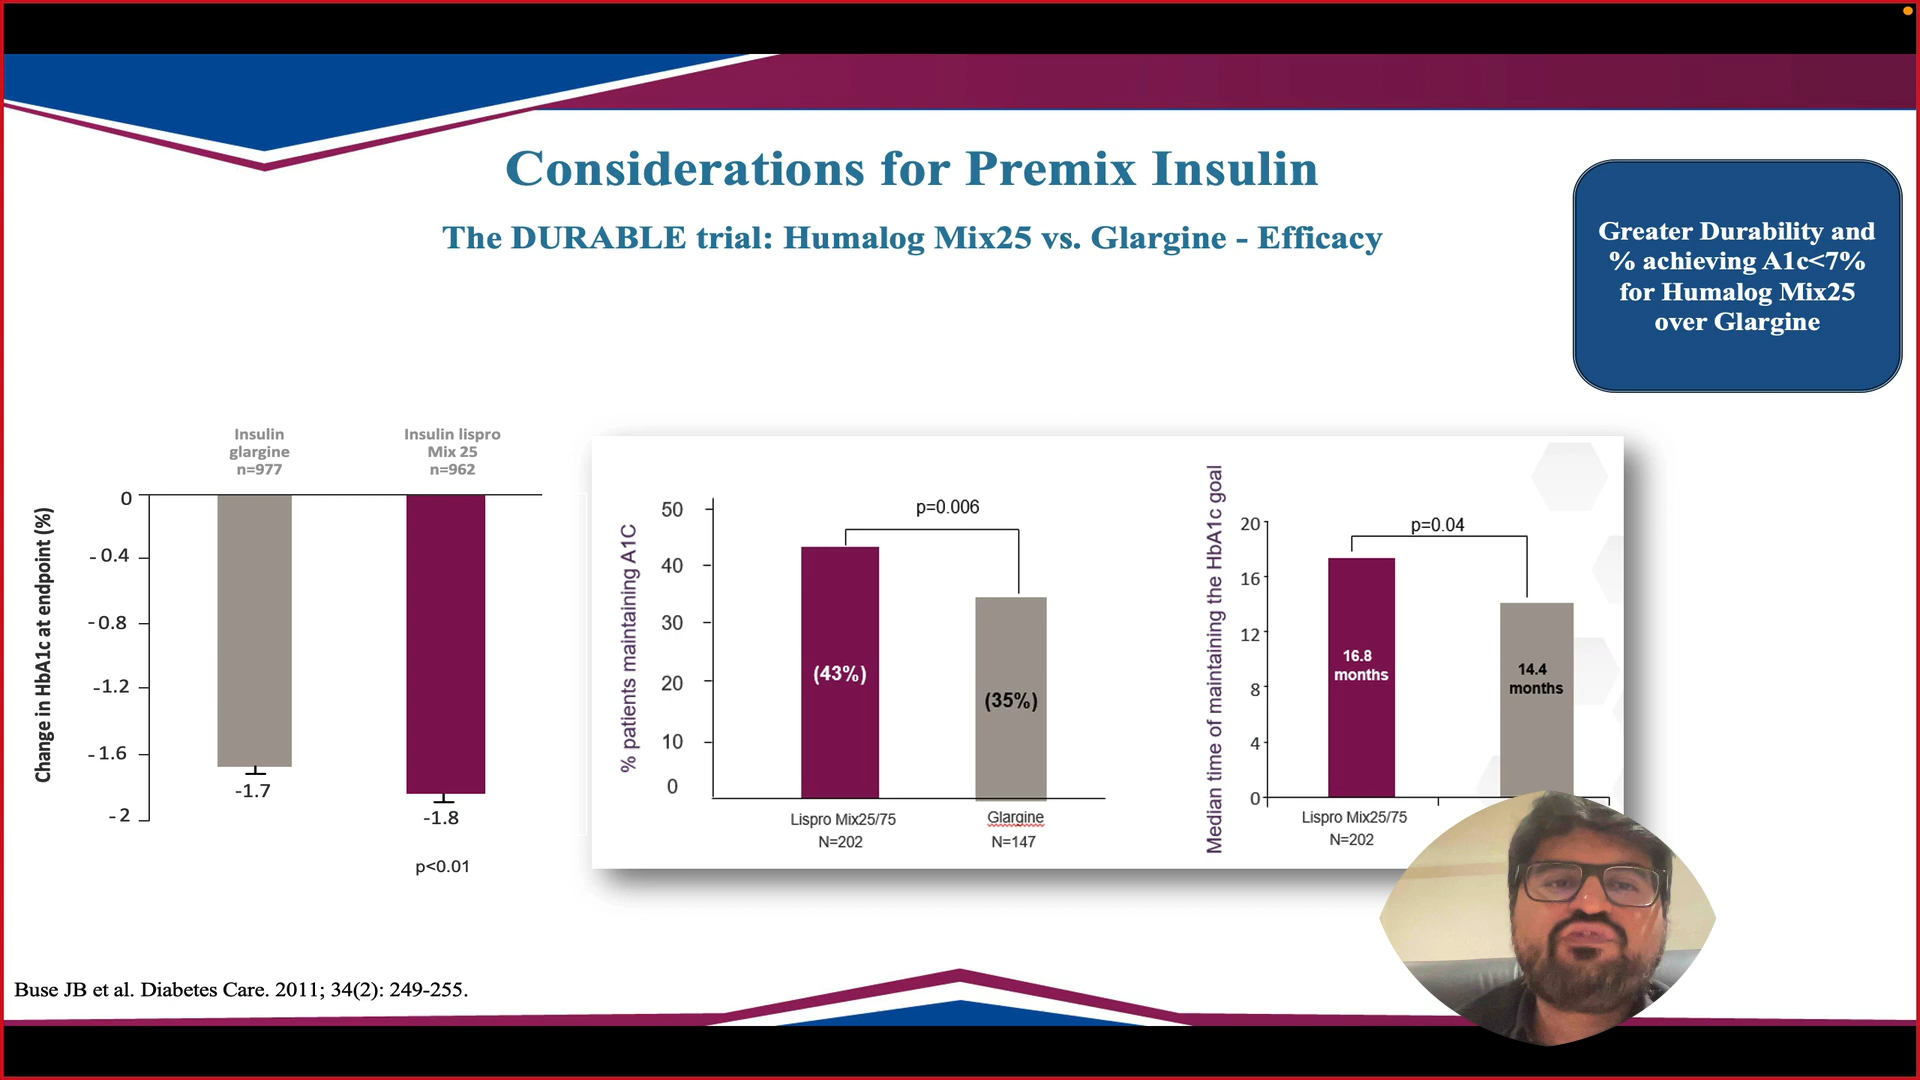 Considerations for Premix Insulin
The DURABLE trial: Humalog Mix25 vs. Glargine - Efficacy
Greater Durability and
% achieving A1c<7%
for Humalog Mix25
over Glargine
Insulin
glargine
n=977
Insulin lispro
Mix 25
n=962
Change in HbA1c at endpoint (%)
0
-0.4
-0.8
-1.2
-1.6
-2
-1.7
-1.8
p<0.01
% patients maintaining A1C
50
40
30
20
10
0
p=0.006
(43%)
(35%)
Lispro Mix25/75
N=202
Glargine
N=147
Median time of maintaining the HbA1c goal
20
16
12
8
4
0
p=0.04
16.8
months
14.4
months
Lispro Mix25/75
N=202
Buse JB et al. Diabetes Care. 2011; 34(2): 249-255.